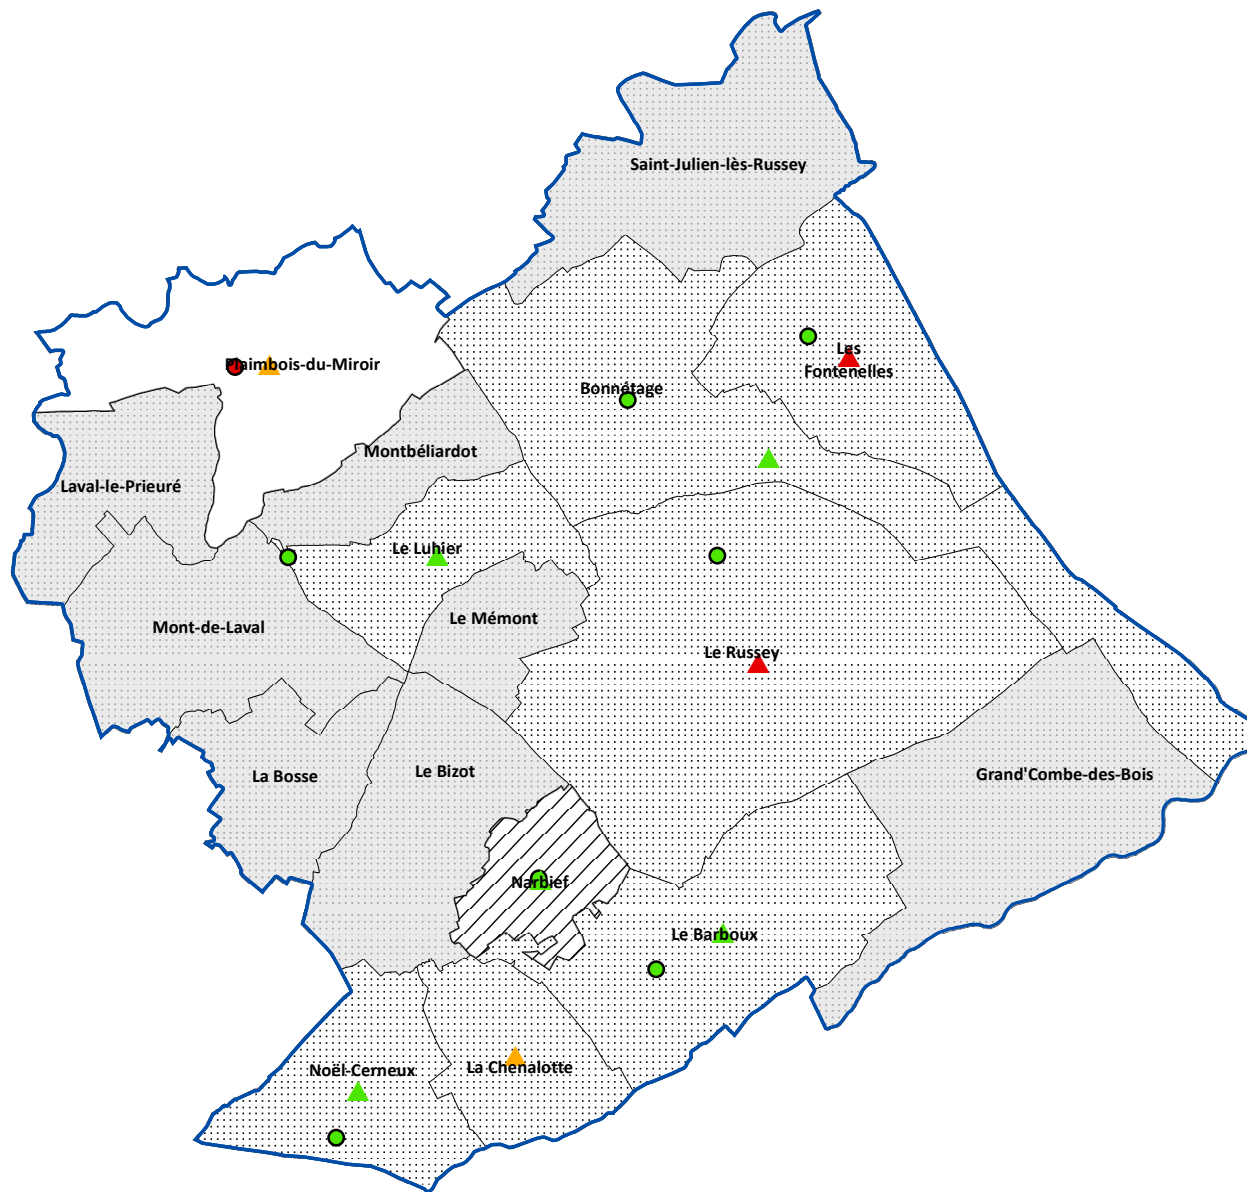 Saint-Julien-lès-Russey
Les
Fontenelles
Plaimbois-du-Miroir
Bonnétage
Montbéliardot
Laval-le-Prieuré
Le Luhier
Le Mémont
Mont-de-Laval
Le Russey
La Bosse
Le Bizot
Grand'Combe-des-Bois
Narbief
Le Barboux
Noël-Cerneux
La Chenalotte